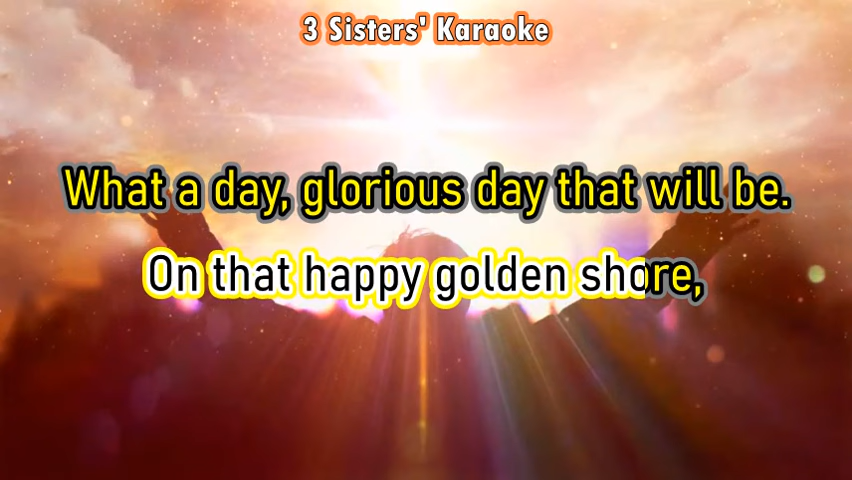 3 Sisters' Karaoke
What a day, glorious day that will be.
On that happy golden shore,